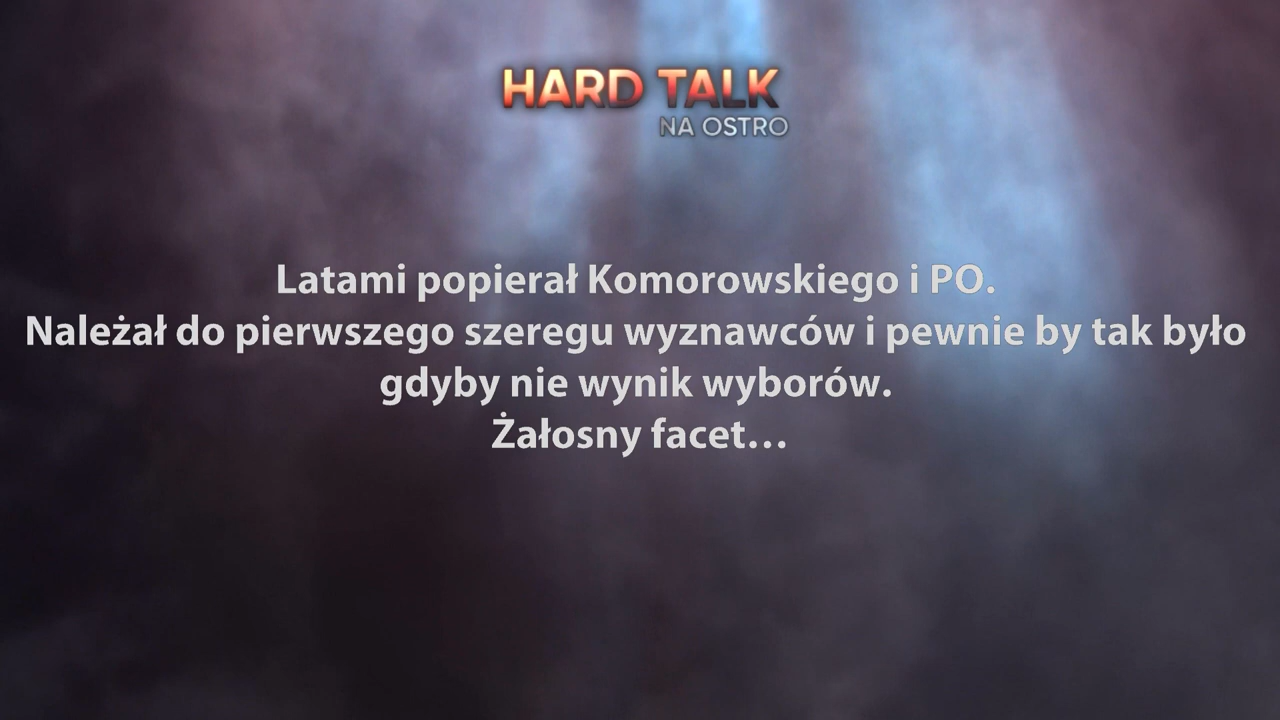 HARD TALK
NA OSTRO
Latami popierał Komorowskiego i PO.
Należał do pierwszego szeregu wyznawców i pewnie by tak było
gdyby nie wynik wyborów.
Żałosny facet...